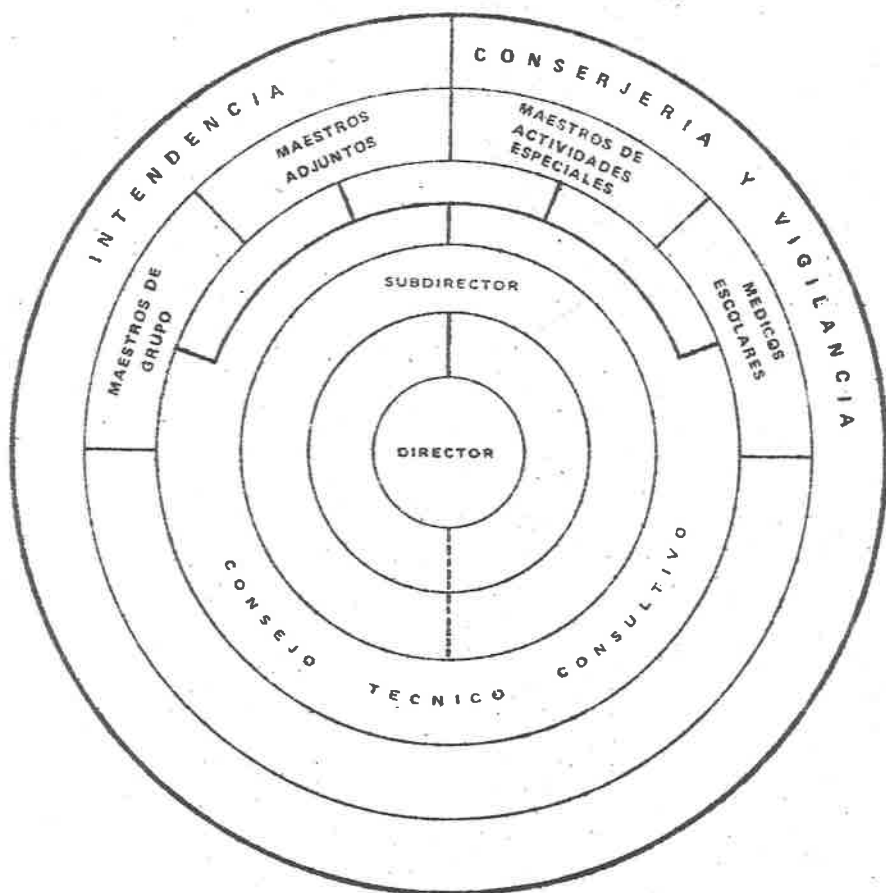 INTENDENCIA
CONSERJERIA Y VIGILANCIA
MAESTROS
ADJUNTOS
MAESTROS DE
ACTIVIDADES
ESPECIALES
MAESTROS DE
GRUPO
MEDICOS
ESCOLARES
SUBDIRECTOR
DIRECTOR
CONSEJO TECNICO CONSULTIVO